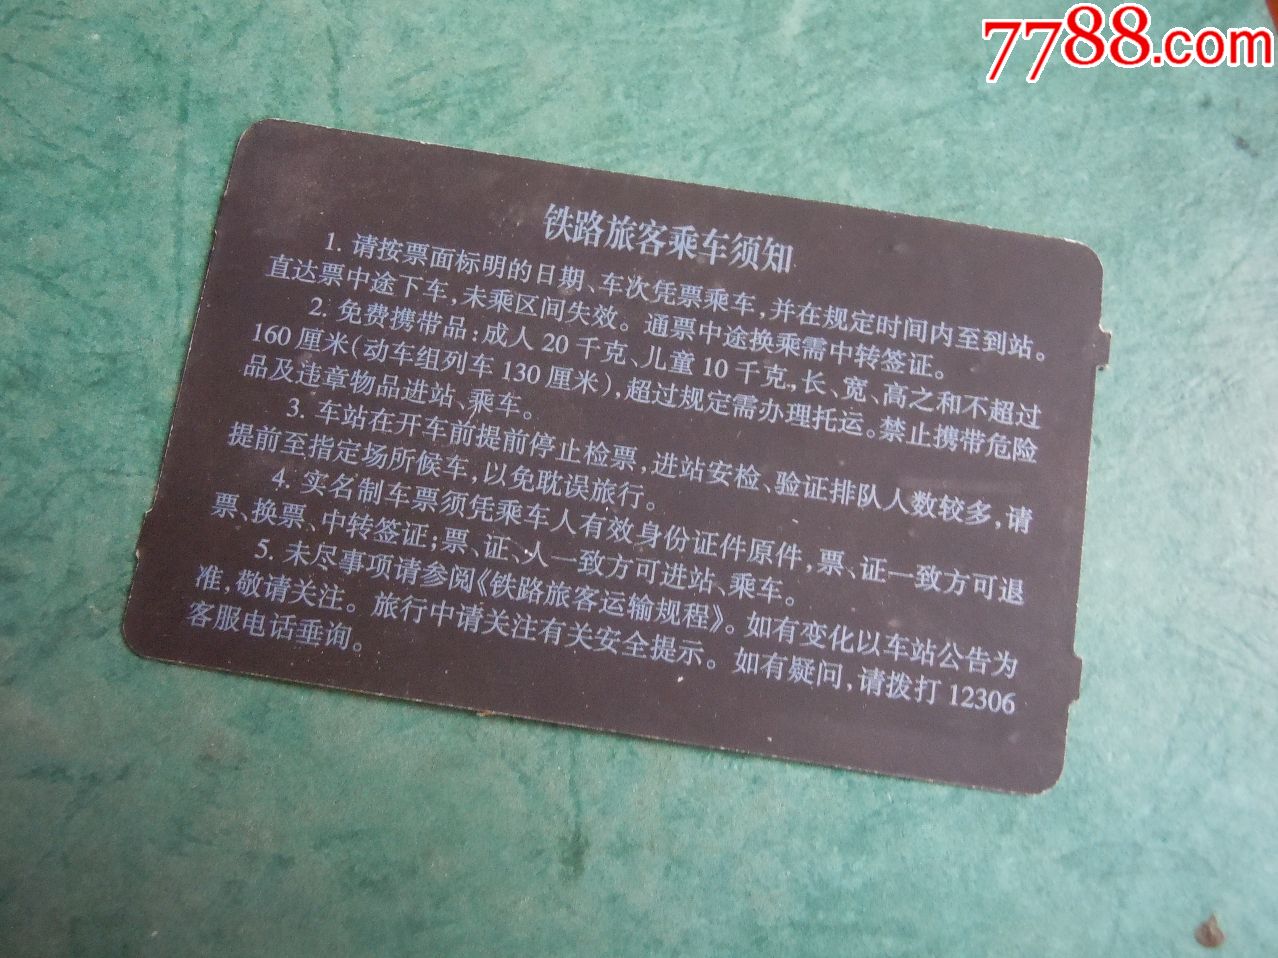 7788.com
铁路旅客乘车须知
1. 请按票面标明的日期、车次凭票乘车，并在规定时间内至到站。
直达票中途下车，未乘区间失效。通票中途换乘需中转签证。
2. 免费携带品：成人 20 千克、儿童 10 千克，长、宽、高之和不超过
160 厘米（动车组列车 130 厘米），超过规定需办理托运。禁止携带危险
品及违章物品进站、乘车。
3. 车站在开车前提前停止检票，进站安检、验证排队人数较多，请
提前至指定场所候车，以免耽误旅行。
4. 实名制车票须凭乘车人有效身份证件原件，票、证一致方可退
票、换票、中转签证；票、证、人一致方可进站、乘车。
5. 未尽事项请参阅《铁路旅客运输规程》。如有变化以车站公告为
准，敬请关注。旅行中请关注有关安全提示。如有疑问，请拨打 12306
客服电话垂询。